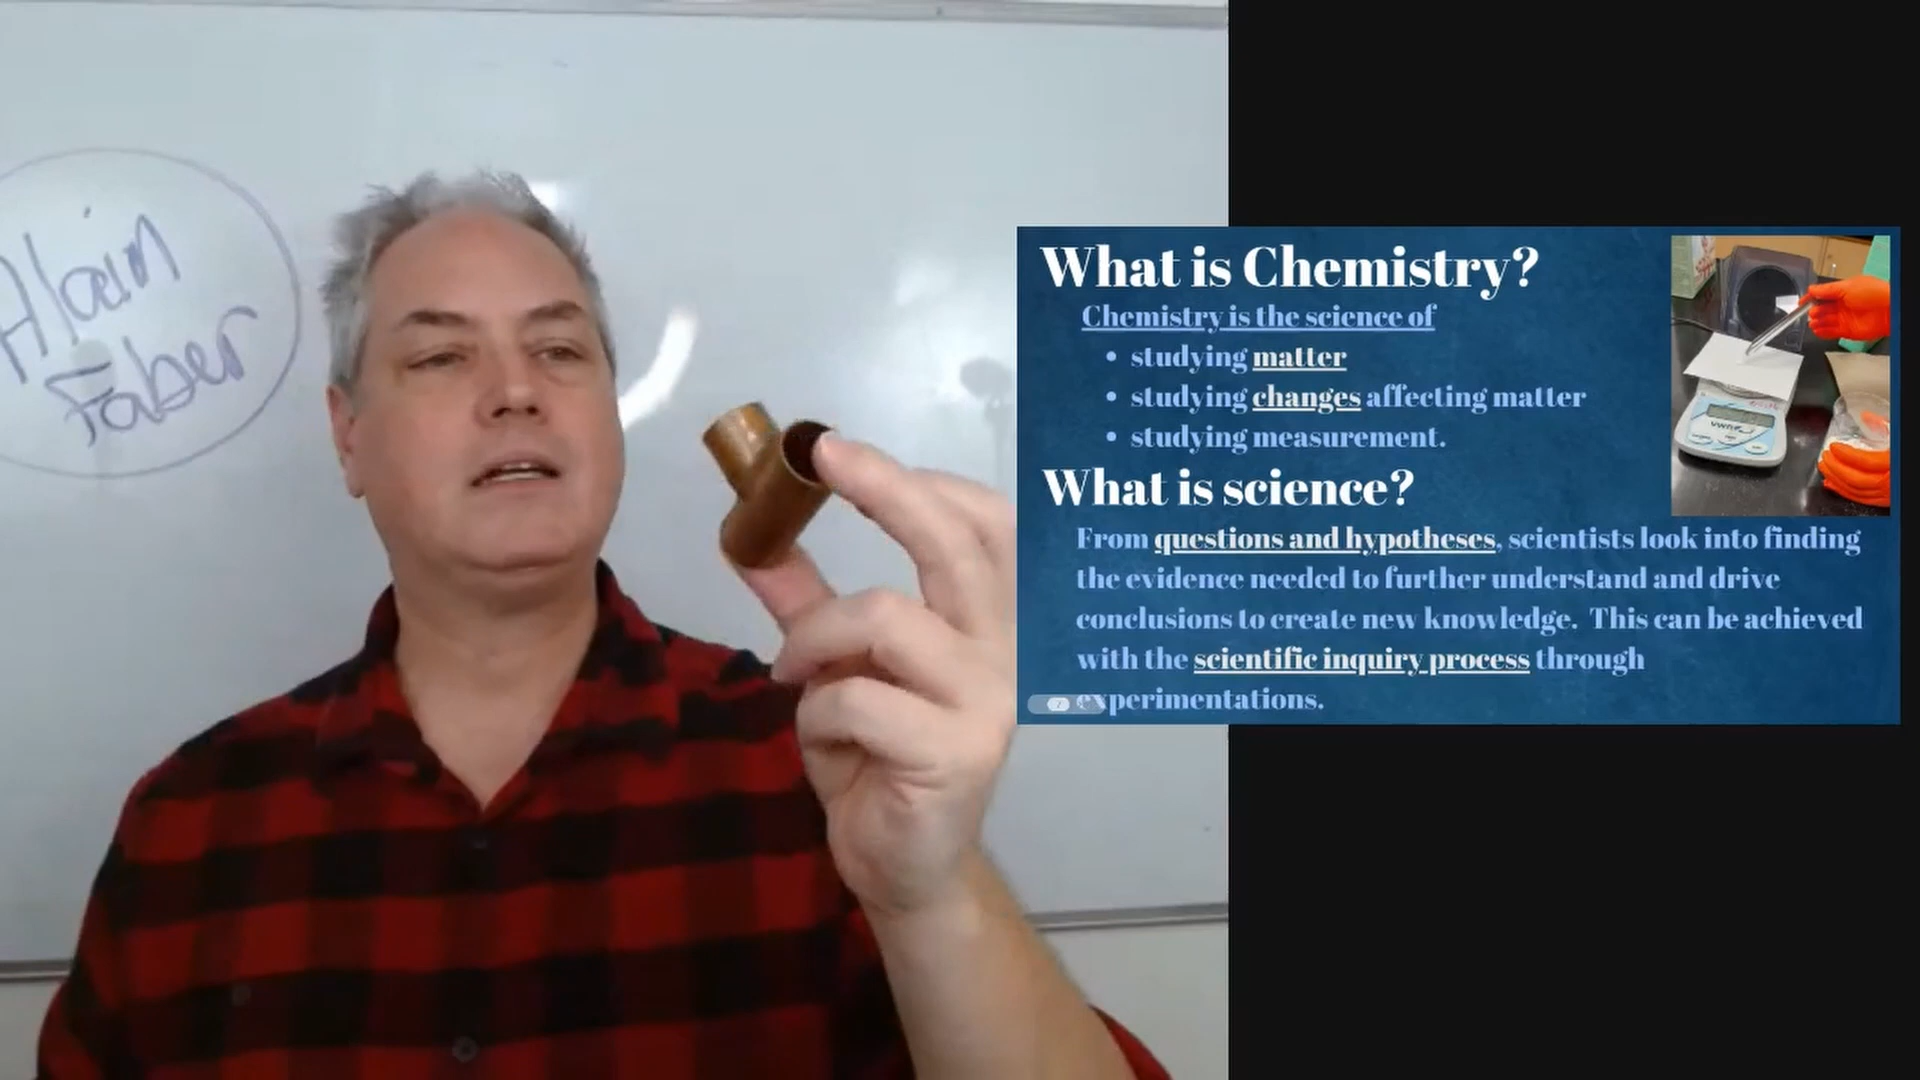 Alain
Faber
What is Chemistry?
Chemistry is the science of
• studying matter
• studying changes affecting matter
• studying measurement.
What is science?
From questions and hypotheses, scientists look into finding
the evidence needed to further understand and drive
conclusions to create new knowledge. This can be achieved
with the scientific inquiry process through
experimentations.
VWR
7